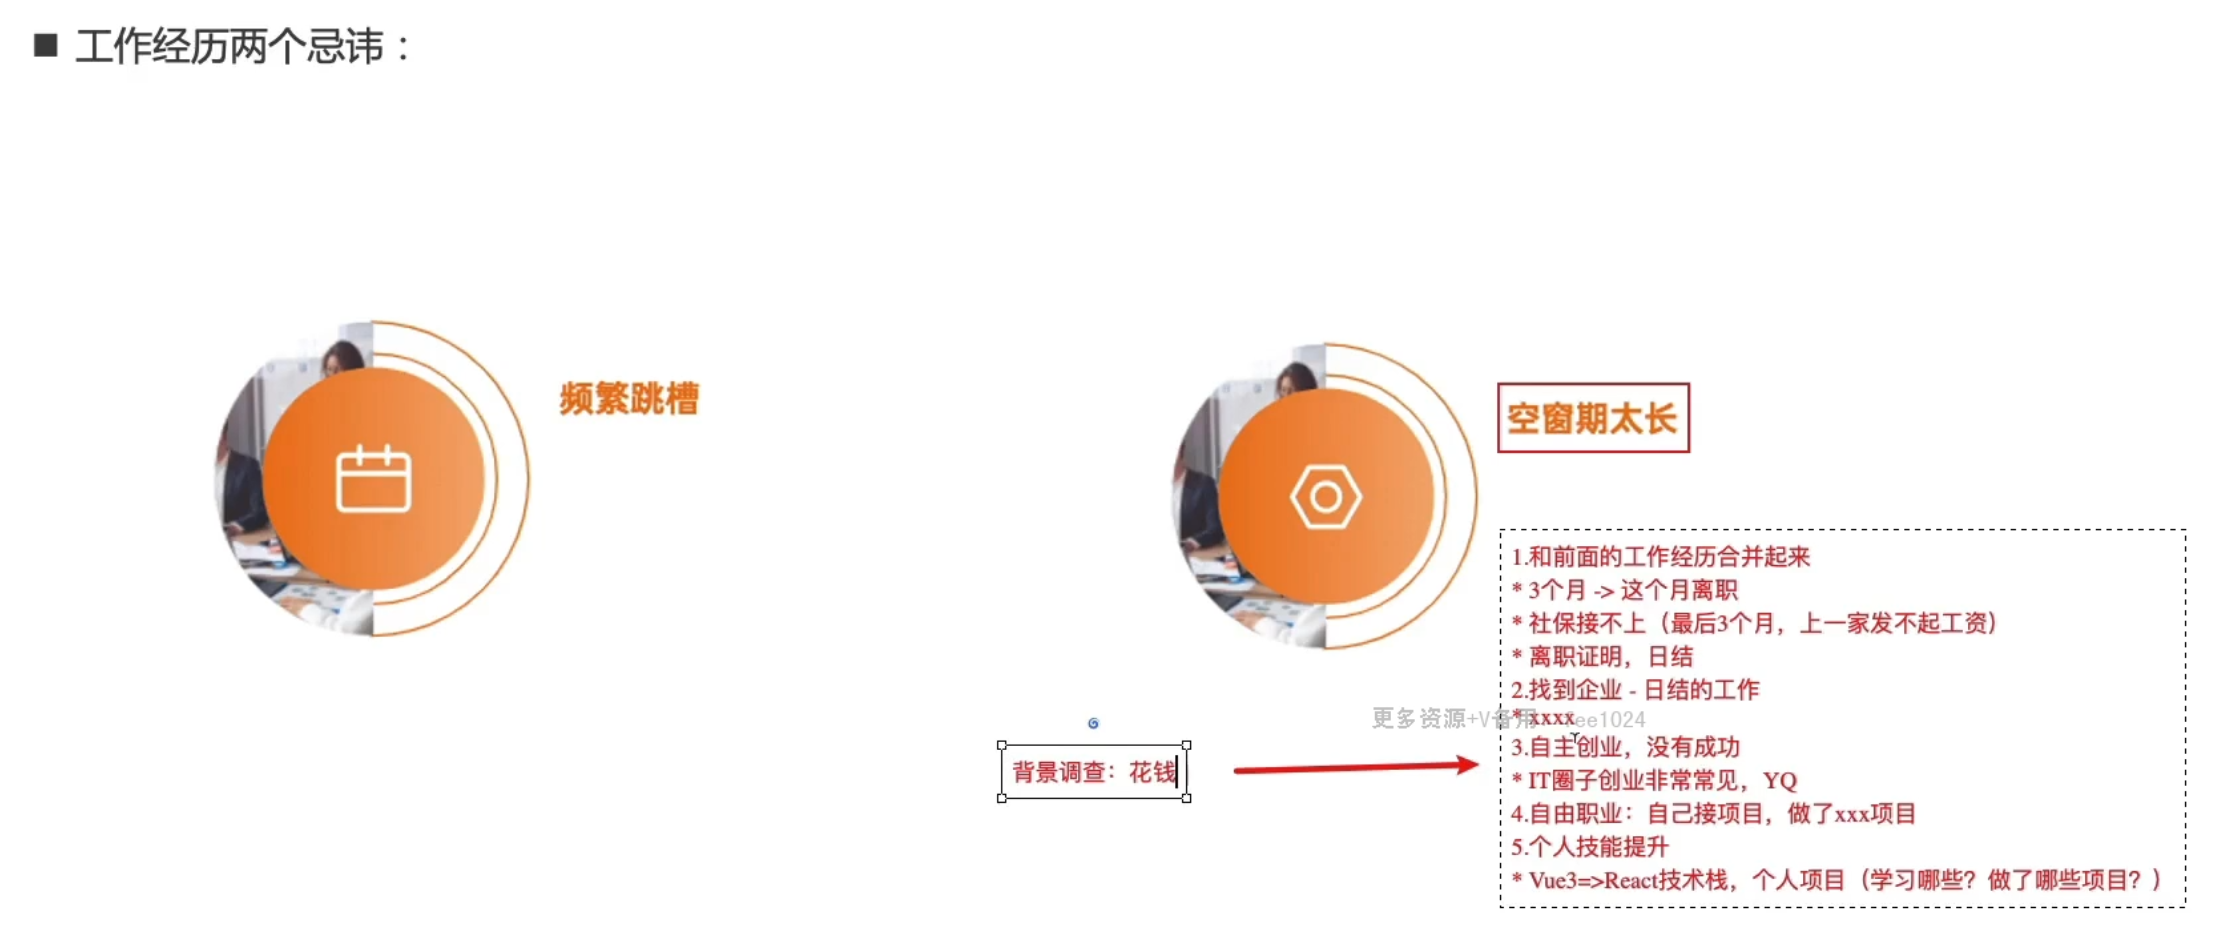 ■ 工作经历两个忌讳：
频繁跳槽
空窗期太长
1.和前面的工作经历合并起来
* 3个月 -> 这个月离职
* 社保接不上（最后3个月，上一家发不起工资）
* 离职证明，日结
2.找到企业 - 日结的工作
* xxxx
更多资源+V备用 fee1024
背景调查：花钱
3.自主创业，没有成功
* IT圈子创业非常常见，YQ
4.自由职业：自己接项目，做了xxx项目
5.个人技能提升
* Vue3=>React技术栈，个人项目（学习哪些？做了哪些项目？）